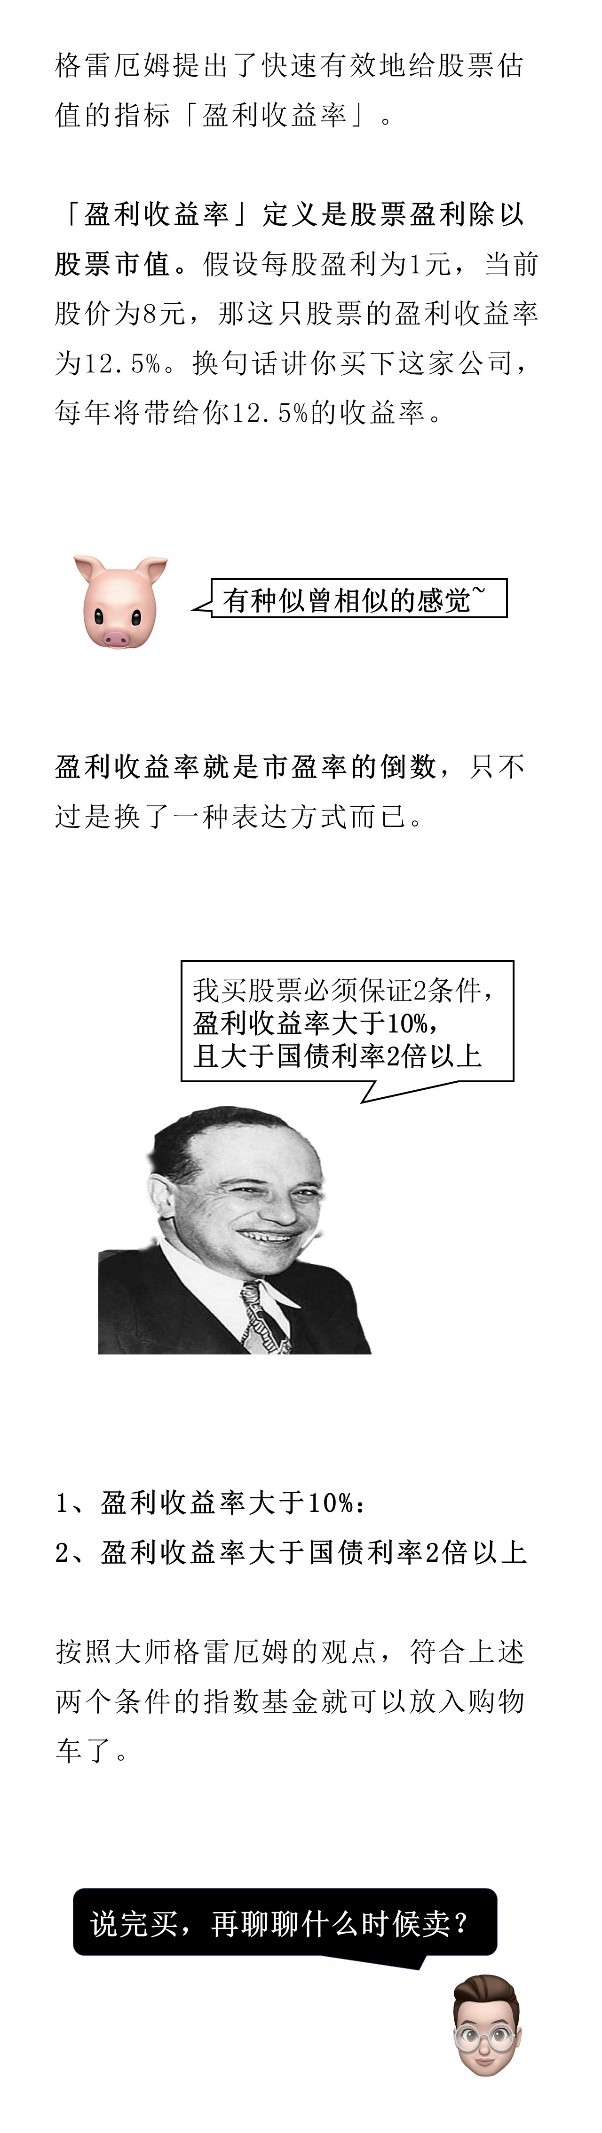 格雷厄姆提出了快速有效地给股票估
值的指标「盈利收益率」。
「盈利收益率」定义是股票盈利除以
股票市值。假设每股盈利为1元，当前
股价为8元，那这只股票的盈利收益率
为12.5%。换句话讲你买下这家公司，
每年将带给你12.5%的收益率。
有种似曾相似的感觉~
盈利收益率就是市盈率的倒数，只不
过是换了一种表达方式而已。
我买股票必须保证2条件，
盈利收益率大于10%，
且大于国债利率2倍以上
1、盈利收益率大于10%：
2、盈利收益率大于国债利率2倍以上
按照大师格雷厄姆的观点，符合上述
两个条件的指数基金就可以放入购物
车了。
说完买，再聊聊什么时候卖？